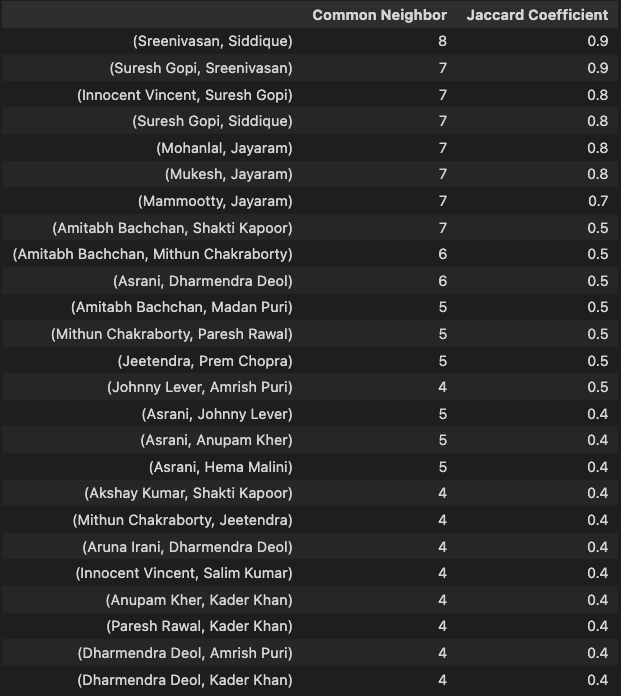 Common Neighbor Jaccard Coefficient
(Sreenivasan, Siddique) 8 0.9
(Suresh Gopi, Sreenivasan) 7 0.9
(Innocent Vincent, Suresh Gopi) 7 0.8
(Suresh Gopi, Siddique) 7 0.8
(Mohanlal, Jayaram) 7 0.8
(Mukesh, Jayaram) 7 0.8
(Mammootty, Jayaram) 7 0.7
(Amitabh Bachchan, Shakti Kapoor) 7 0.5
(Amitabh Bachchan, Mithun Chakraborty) 6 0.5
(Asrani, Dharmendra Deol) 6 0.5
(Amitabh Bachchan, Madan Puri) 5 0.5
(Mithun Chakraborty, Paresh Rawal) 5 0.5
(Jeetendra, Prem Chopra) 5 0.5
(Johnny Lever, Amrish Puri) 4 0.5
(Asrani, Johnny Lever) 5 0.4
(Asrani, Anupam Kher) 5 0.4
(Asrani, Hema Malini) 5 0.4
(Akshay Kumar, Shakti Kapoor) 4 0.4
(Mithun Chakraborty, Jeetendra) 4 0.4
(Aruna Irani, Dharmendra Deol) 4 0.4
(Innocent Vincent, Salim Kumar) 4 0.4
(Anupam Kher, Kader Khan) 4 0.4
(Paresh Rawal, Kader Khan) 4 0.4
(Dharmendra Deol, Amrish Puri) 4 0.4
(Dharmendra Deol, Kader Khan) 4 0.4